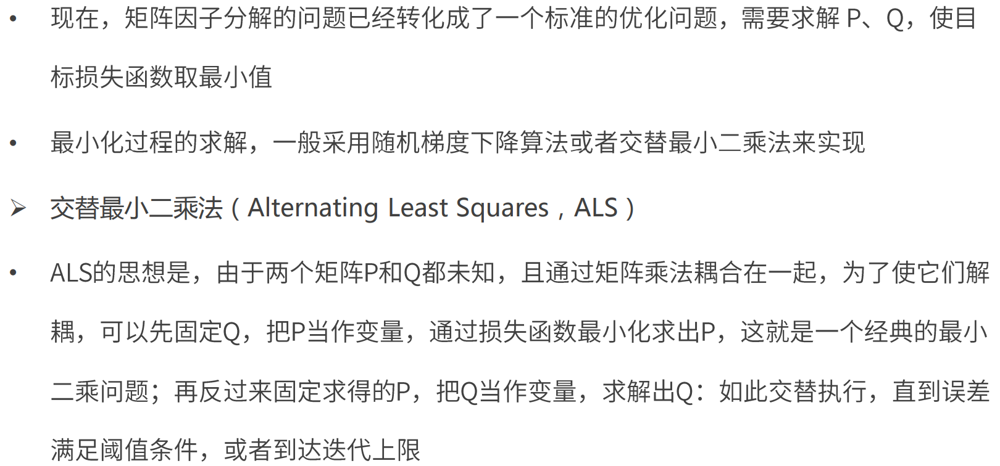 • 现在，矩阵因子分解的问题已经转化成了一个标准的优化问题，需要求解 P、Q，使目
标损失函数取最小值
• 最小化过程的求解，一般采用随机梯度下降算法或者交替最小二乘法来实现
➢ 交替最小二乘法（Alternating Least Squares，ALS）
• ALS的思想是，由于两个矩阵P和Q都未知，且通过矩阵乘法耦合在一起，为了使它们解
耦，可以先固定Q，把P当作变量，通过损失函数最小化求出P，这就是一个经典的最小
二乘问题；再反过来固定求得的P，把Q当作变量，求解出Q：如此交替执行，直到误差
满足阈值条件，或者到达迭代上限